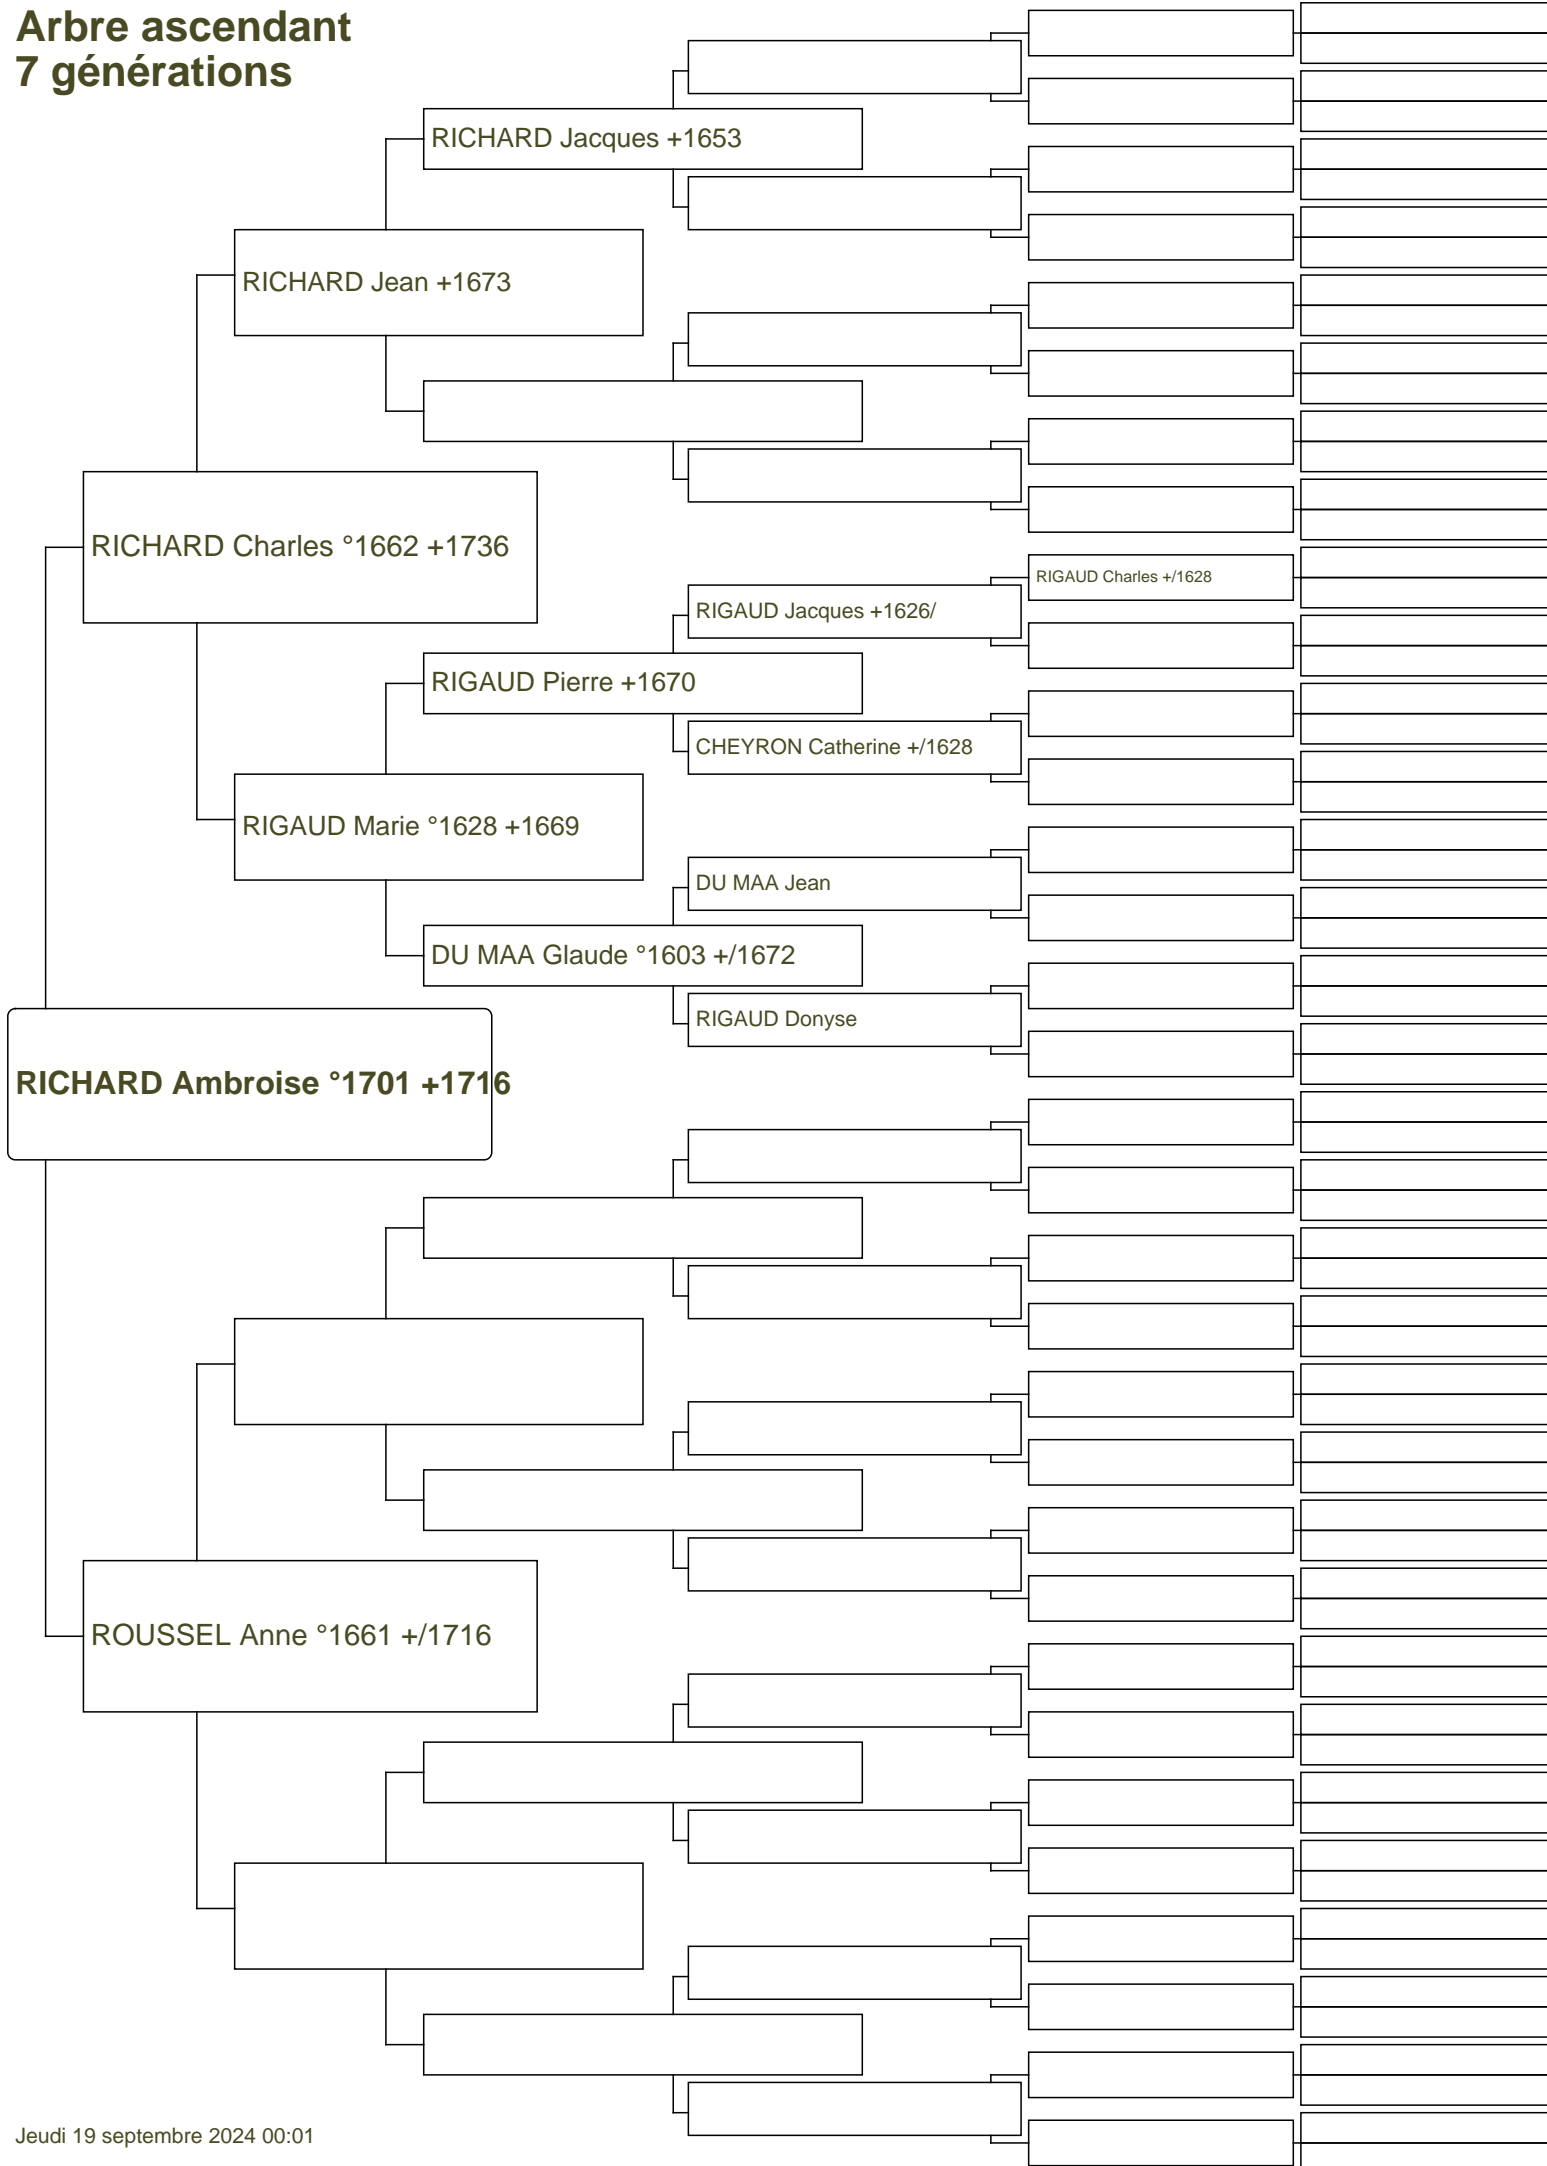 Arbre ascendant
7 générations
RICHARD Jacques +1653
RICHARD Jean +1673
RICHARD Charles °1662 +1736
RIGAUD Charles +/1628
RIGAUD Jacques +1626/
RIGAUD Pierre +1670
CHEYRON Catherine +/1628
RIGAUD Marie °1628 +1669
DU MAA Jean
DU MAA Glaude °1603 +/1672
RIGAUD Donyse
RICHARD Ambroise °1701 +1716
ROUSSEL Anne °1661 +/1716
Jeudi 19 septembre 2024 00:01